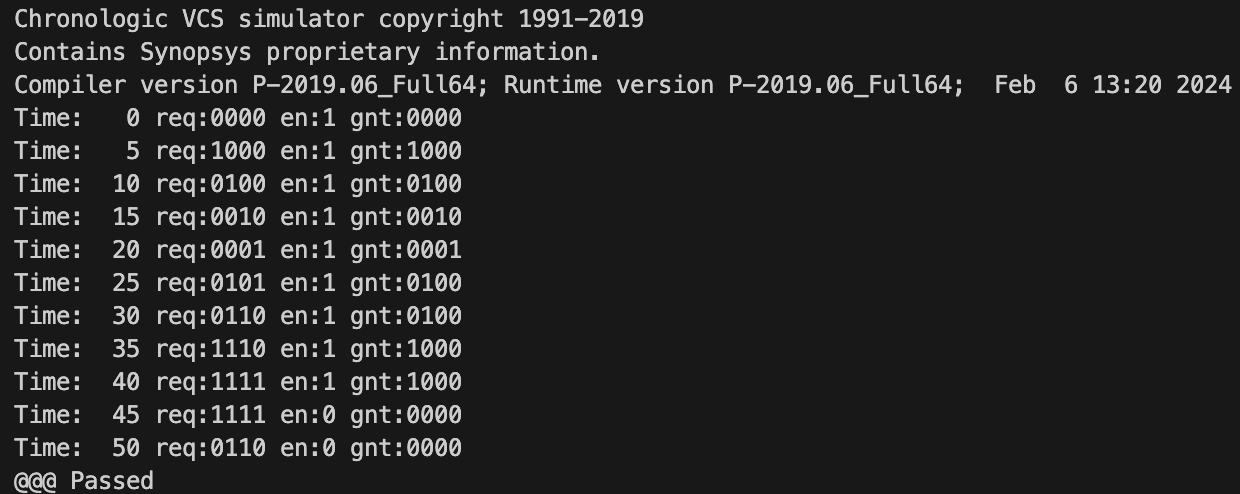 Chronologic VCS simulator copyright 1991-2019
Contains Synopsys proprietary information.
Compiler version P-2019.06_Full64; Runtime version P-2019.06_Full64;  Feb  6 13:20 2024
Time:   0 req:0000 en:1 gnt:0000
Time:   5 req:1000 en:1 gnt:1000
Time:  10 req:0100 en:1 gnt:0100
Time:  15 req:0010 en:1 gnt:0010
Time:  20 req:0001 en:1 gnt:0001
Time:  25 req:0101 en:1 gnt:0100
Time:  30 req:0110 en:1 gnt:0100
Time:  35 req:1110 en:1 gnt:1000
Time:  40 req:1111 en:1 gnt:1000
Time:  45 req:1111 en:0 gnt:0000
Time:  50 req:0110 en:0 gnt:0000
@@@ Passed